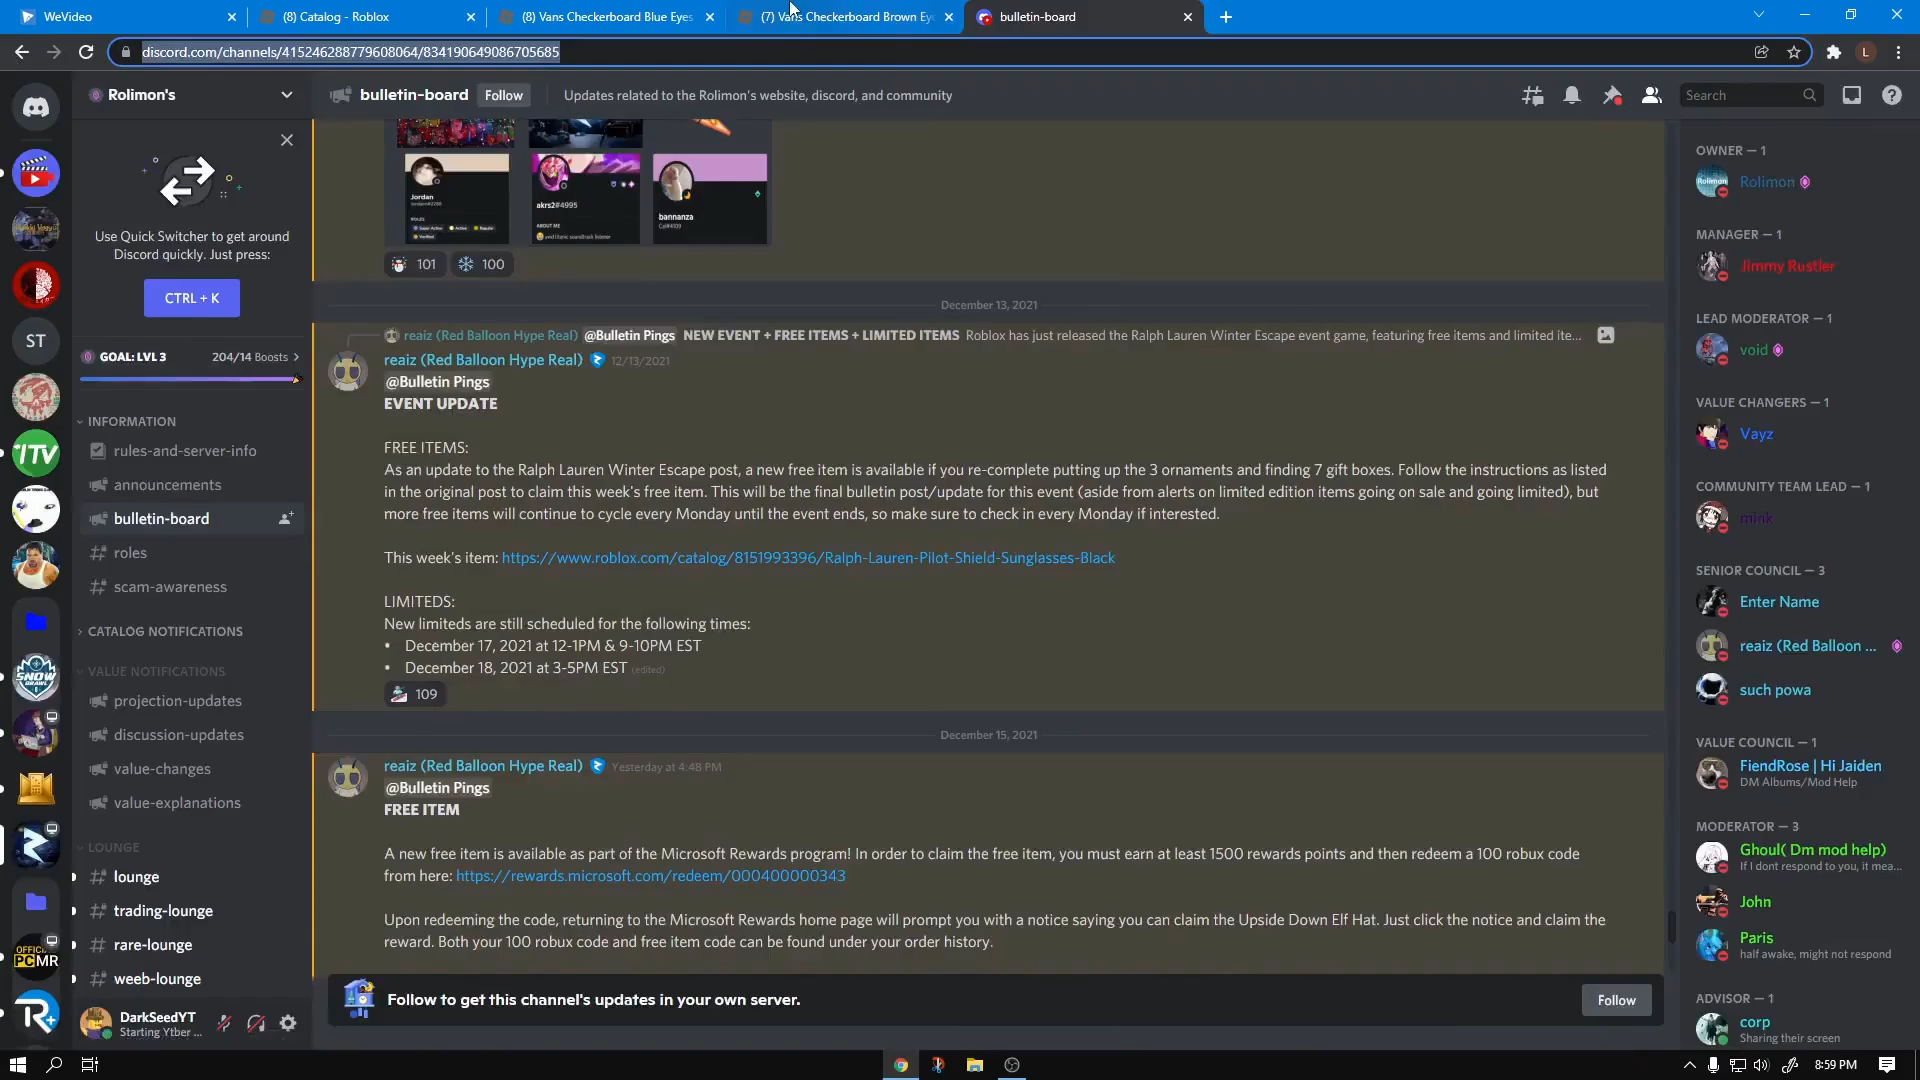 WeVideo
(8) Catalog - Roblox
(8) Vans Checkerboard Blue Eyes
(7) Vans Checkerboard Brown Eye
bulletin-board
discord.com/channels/415246288779608064/834190649086705685
L
Rolimon's
bulletin-board
Follow
Updates related to the Rolimon's website, discord, and community
Search
Use Quick Switcher to get around
Discord quickly. Just press:
CTRL + K
GOAL: LVL 3
204/14 Boosts
INFORMATION
rules-and-server-info
announcements
bulletin-board
roles
scam-awareness
CATALOG NOTIFICATIONS
VALUE NOTIFICATIONS
projection-updates
discussion-updates
value-changes
value-explanations
LOUNGE
lounge
trading-lounge
rare-lounge
weeb-lounge
DarkSeedYT
Starting Ytber ...
ST
ITV
SNOW
BRAWL
OFFICIAL
PCMR
R+
Jordan
akrs2#4995
ABOUT ME
bannanza
101
100
December 13, 2021
reaiz (Red Balloon Hype Real) @Bulletin Pings NEW EVENT + FREE ITEMS + LIMITED ITEMS Roblox has just released the Ralph Lauren Winter Escape event game, featuring free items and limited ite...
reaiz (Red Balloon Hype Real) 12/13/2021
@Bulletin Pings
EVENT UPDATE
FREE ITEMS:
As an update to the Ralph Lauren Winter Escape post, a new free item is available if you re-complete putting up the 3 ornaments and finding 7 gift boxes. Follow the instructions as listed
in the original post to claim this week's free item. This will be the final bulletin post/update for this event (aside from alerts on limited edition items going on sale and going limited), but
more free items will continue to cycle every Monday until the event ends, so make sure to check in every Monday if interested.
This week's item: https://www.roblox.com/catalog/8151993396/Ralph-Lauren-Pilot-Shield-Sunglasses-Black
LIMITEDS:
New limiteds are still scheduled for the following times:
• December 17, 2021 at 12-1PM & 9-10PM EST
• December 18, 2021 at 3-5PM EST (edited)
109
December 15, 2021
reaiz (Red Balloon Hype Real) Yesterday at 4:48 PM
@Bulletin Pings
FREE ITEM
A new free item is available as part of the Microsoft Rewards program! In order to claim the free item, you must earn at least 1500 rewards points and then redeem a 100 robux code
from here: https://rewards.microsoft.com/redeem/000400000343
Upon redeeming the code, returning to the Microsoft Rewards home page will prompt you with a notice saying you can claim the Upside Down Elf Hat. Just click the notice and claim the
reward. Both your 100 robux code and free item code can be found under your order history.
Follow to get this channel's updates in your own server.
Follow
OWNER — 1
Rolimon
MANAGER — 1
Jimmy Rustler
LEAD MODERATOR — 1
void
VALUE CHANGERS — 1
Vayz
COMMUNITY TEAM LEAD — 1
mink
SENIOR COUNCIL — 3
Enter Name
reaiz (Red Balloon ...
such powa
VALUE COUNCIL — 1
FiendRose | Hi Jaiden
DM Albums/Mod Help
MODERATOR — 3
Ghoul( Dm mod help)
If I dont respond to you, it mea...
John
Paris
half awake, might not respond
ADVISOR — 1
corp
Sharing their screen
8:59 PM